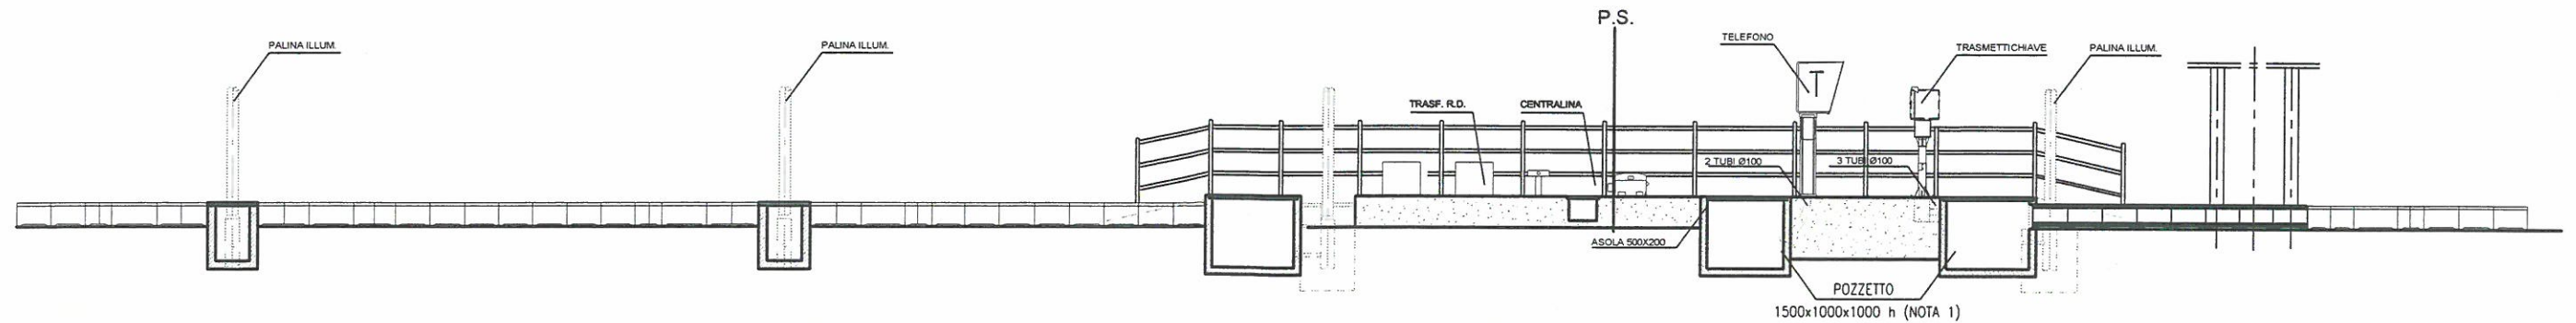 P.S.
PALINA ILLUM.
PALINA ILLUM.
TELEFONO
TRASMETTICHIAVE
PALINA ILLUM.
T
TRASF. R.D.
CENTRALINA
2 TUBI Ø100
3 TUBI Ø100
ASOLA 500X200
POZZETTO
1500x1000x1000 h (NOTA 1)